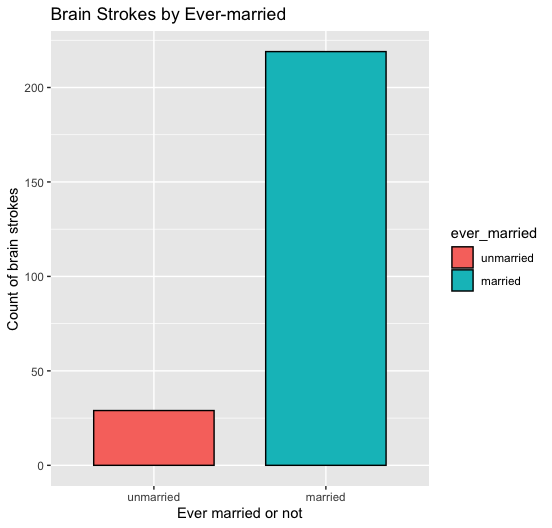 Brain Strokes by Ever-married
200
150
100
50
0
Count of brain strokes
unmarried married
Ever married or not
ever_married
unmarried
married